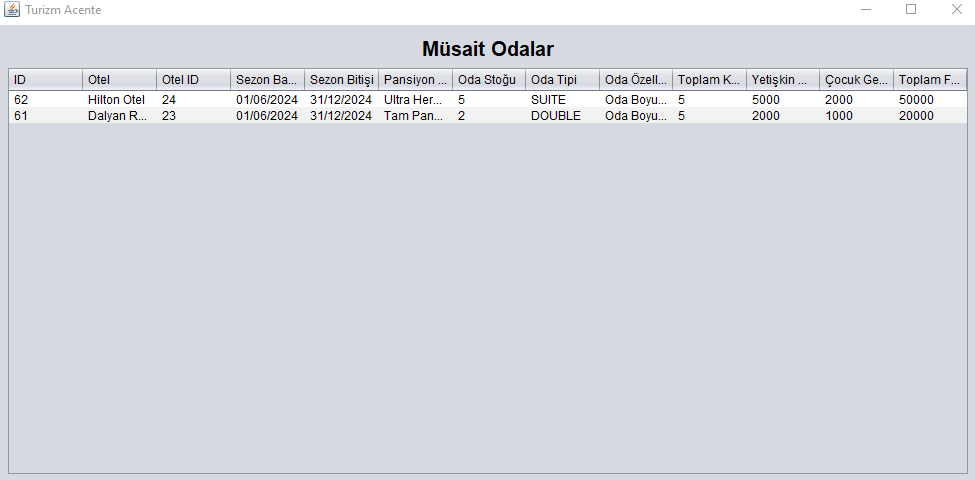 Turizm Acente
Müsait Odalar
ID Otel Otel ID Sezon Ba... Sezon Bitişi Pansiyon ... Oda Stoğu Oda Tipi Oda Özell... Toplam K... Yetişkin ... Çocuk Ge... Toplam F...
62 Hilton Otel 24 01/06/2024 31/12/2024 Ultra Her... 5 SUITE Oda Boyu... 5 5000 2000 50000
61 Dalyan R... 23 01/06/2024 31/12/2024 Tam Pan... 2 DOUBLE Oda Boyu... 5 2000 1000 20000